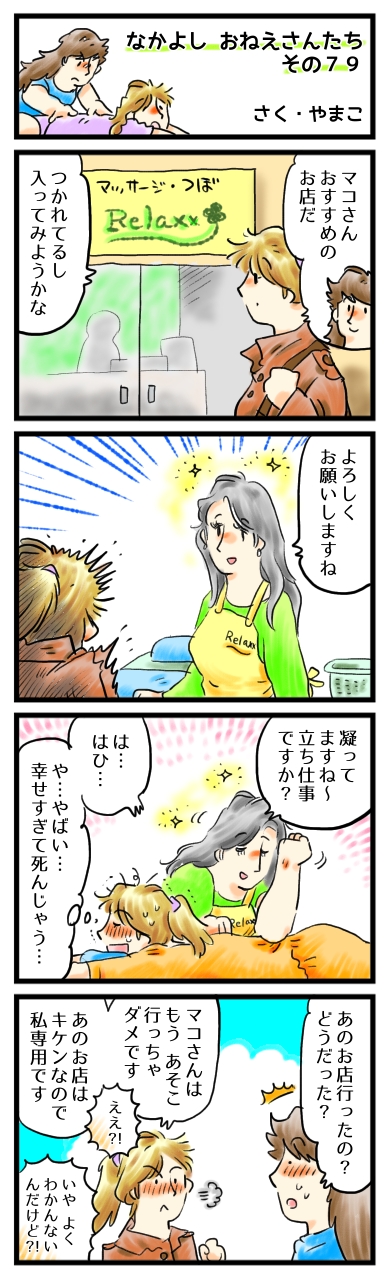 なかよし おねえさんたち
その７９
さく・やまこ
マコさん
おすすめの
お店だ
マッサージ・つぼ
Relaxx
つかれてるし
入ってみようかな
よろしく
お願いしますね
Relaxx
凝って
ますね～
立ち仕事
ですか？
は…
はひ…
や…やばい…
幸せすぎて死んじゃう…
Relaxx
あのお店行ったの？
どうだった？
マコさんは
もう あそこ
行っちゃ
ダメです
あのお店は
キケンなので
私専用です
ええ?!
いや よく
わかんない
んだけど?!